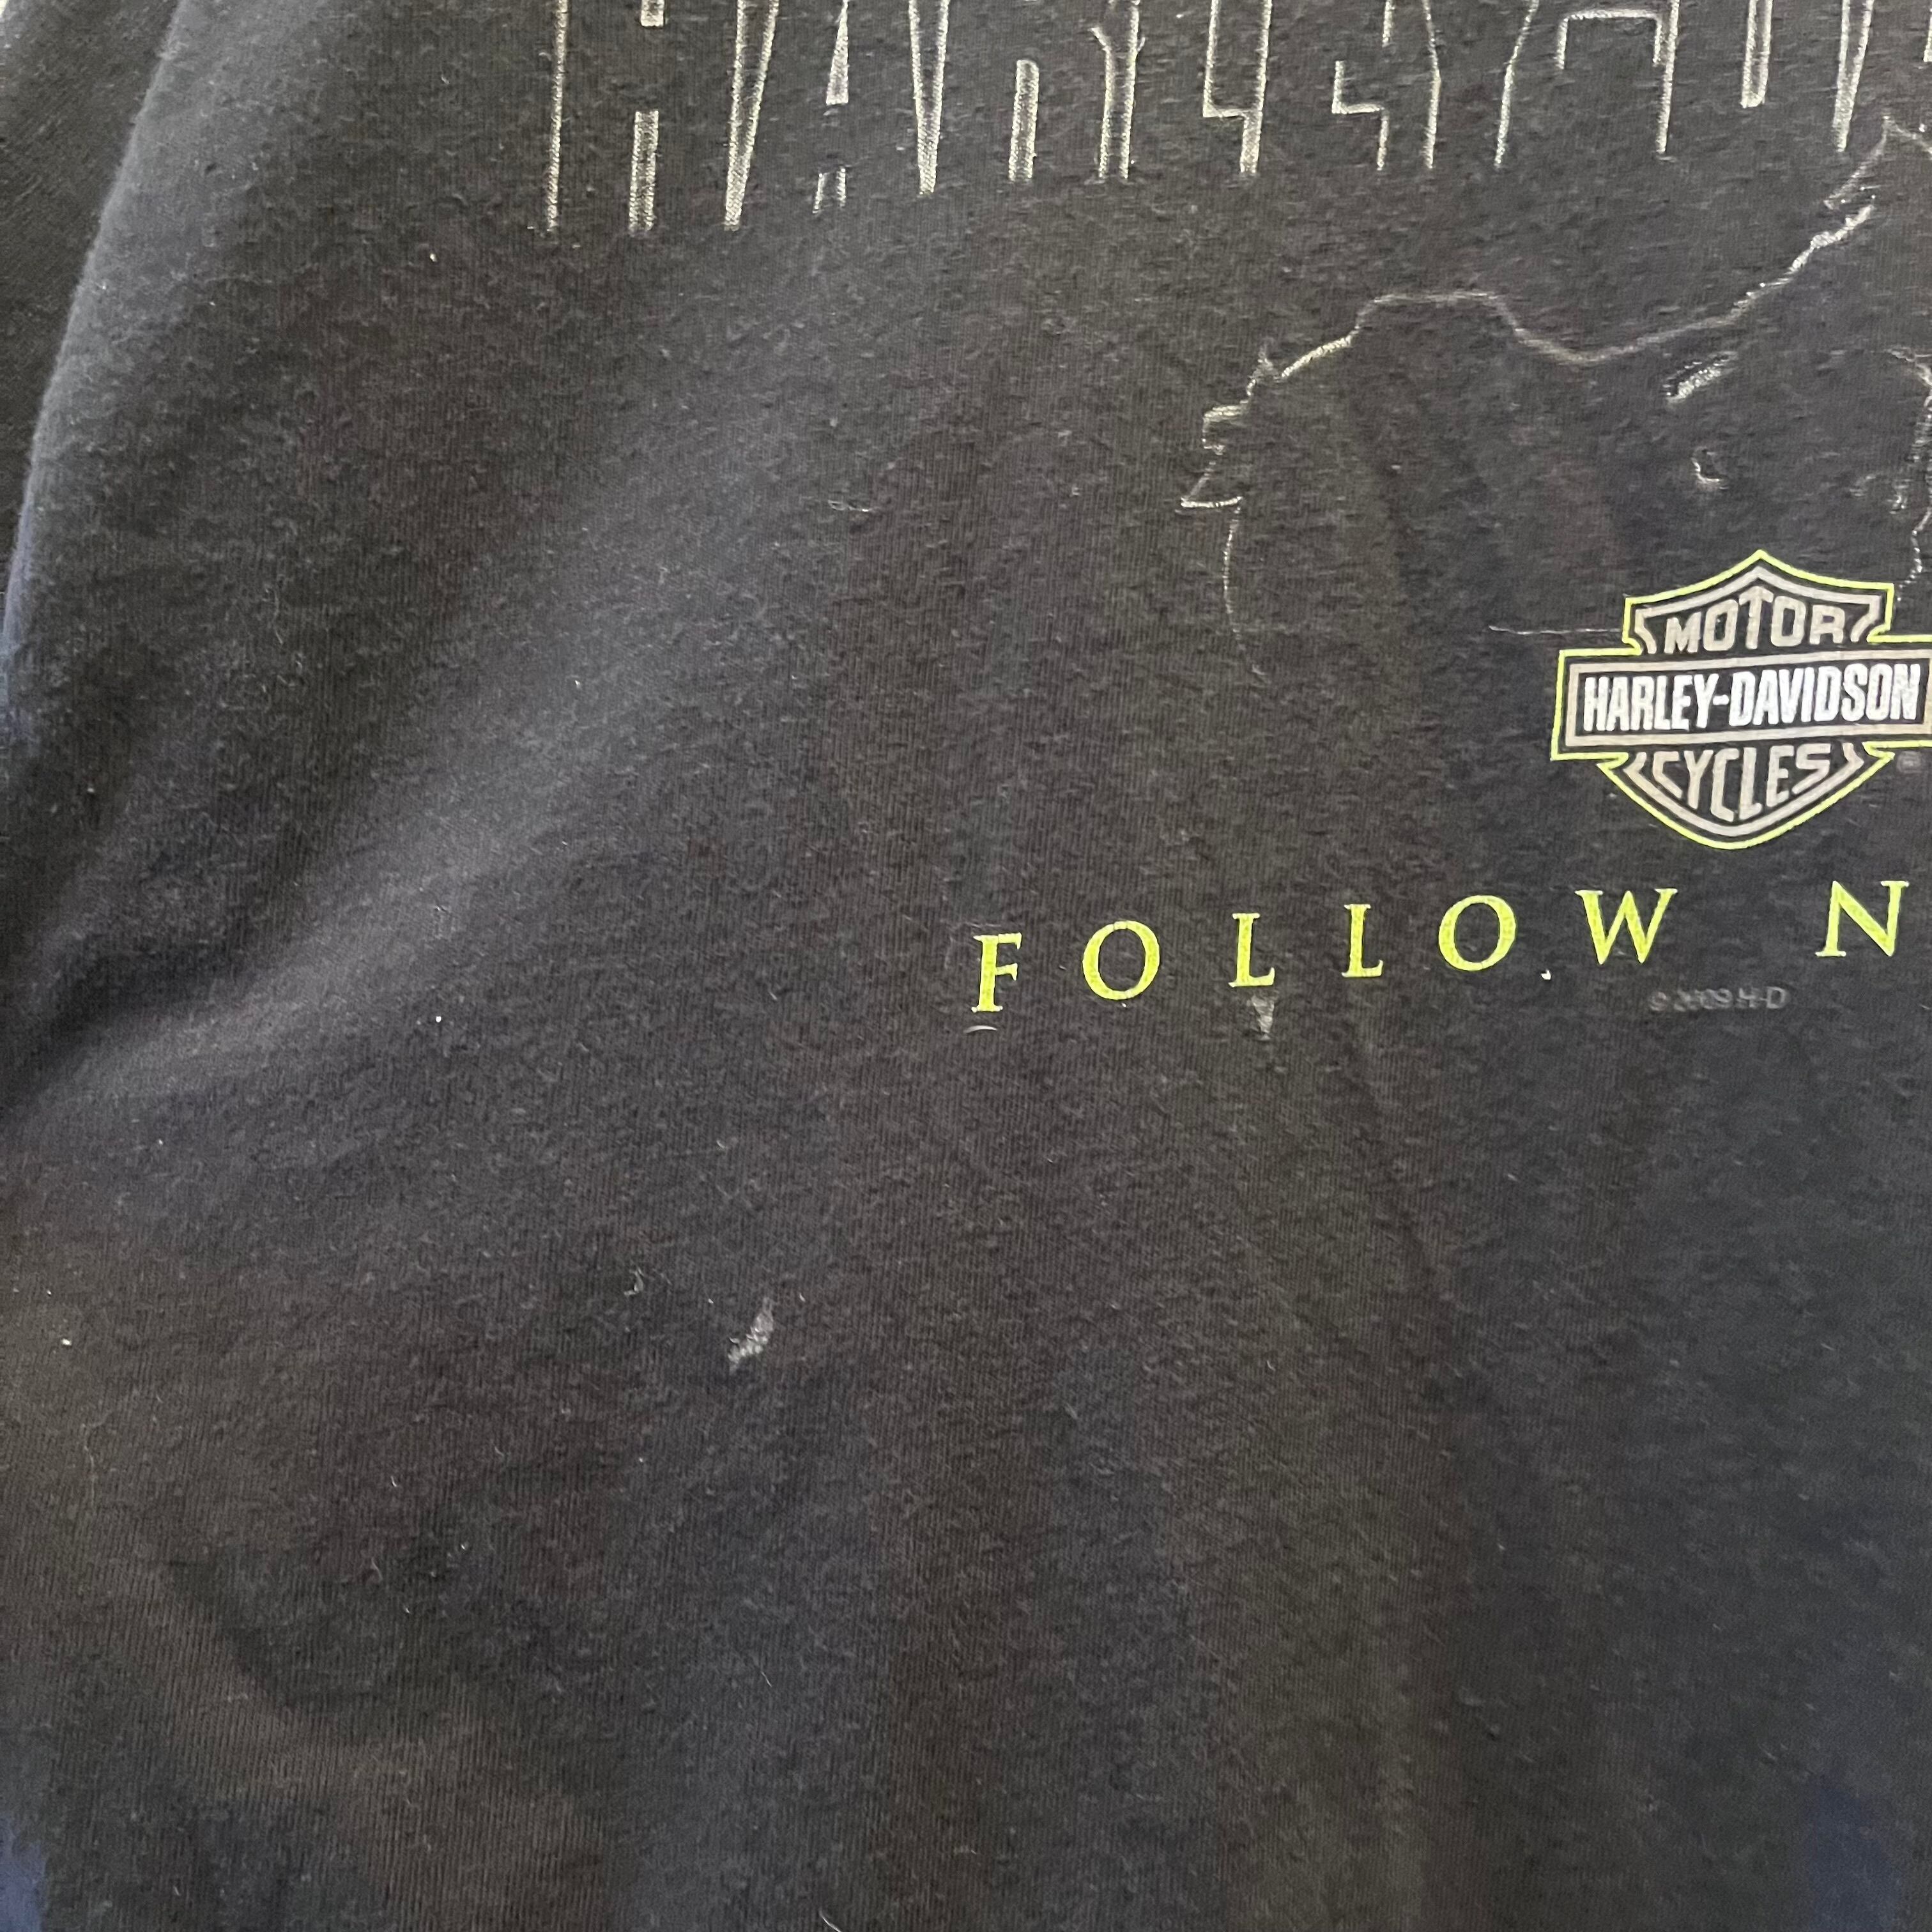 MOTOR
HARLEY-DAVIDSON
CYCLES
FOLLOW N
© 2009 H-D